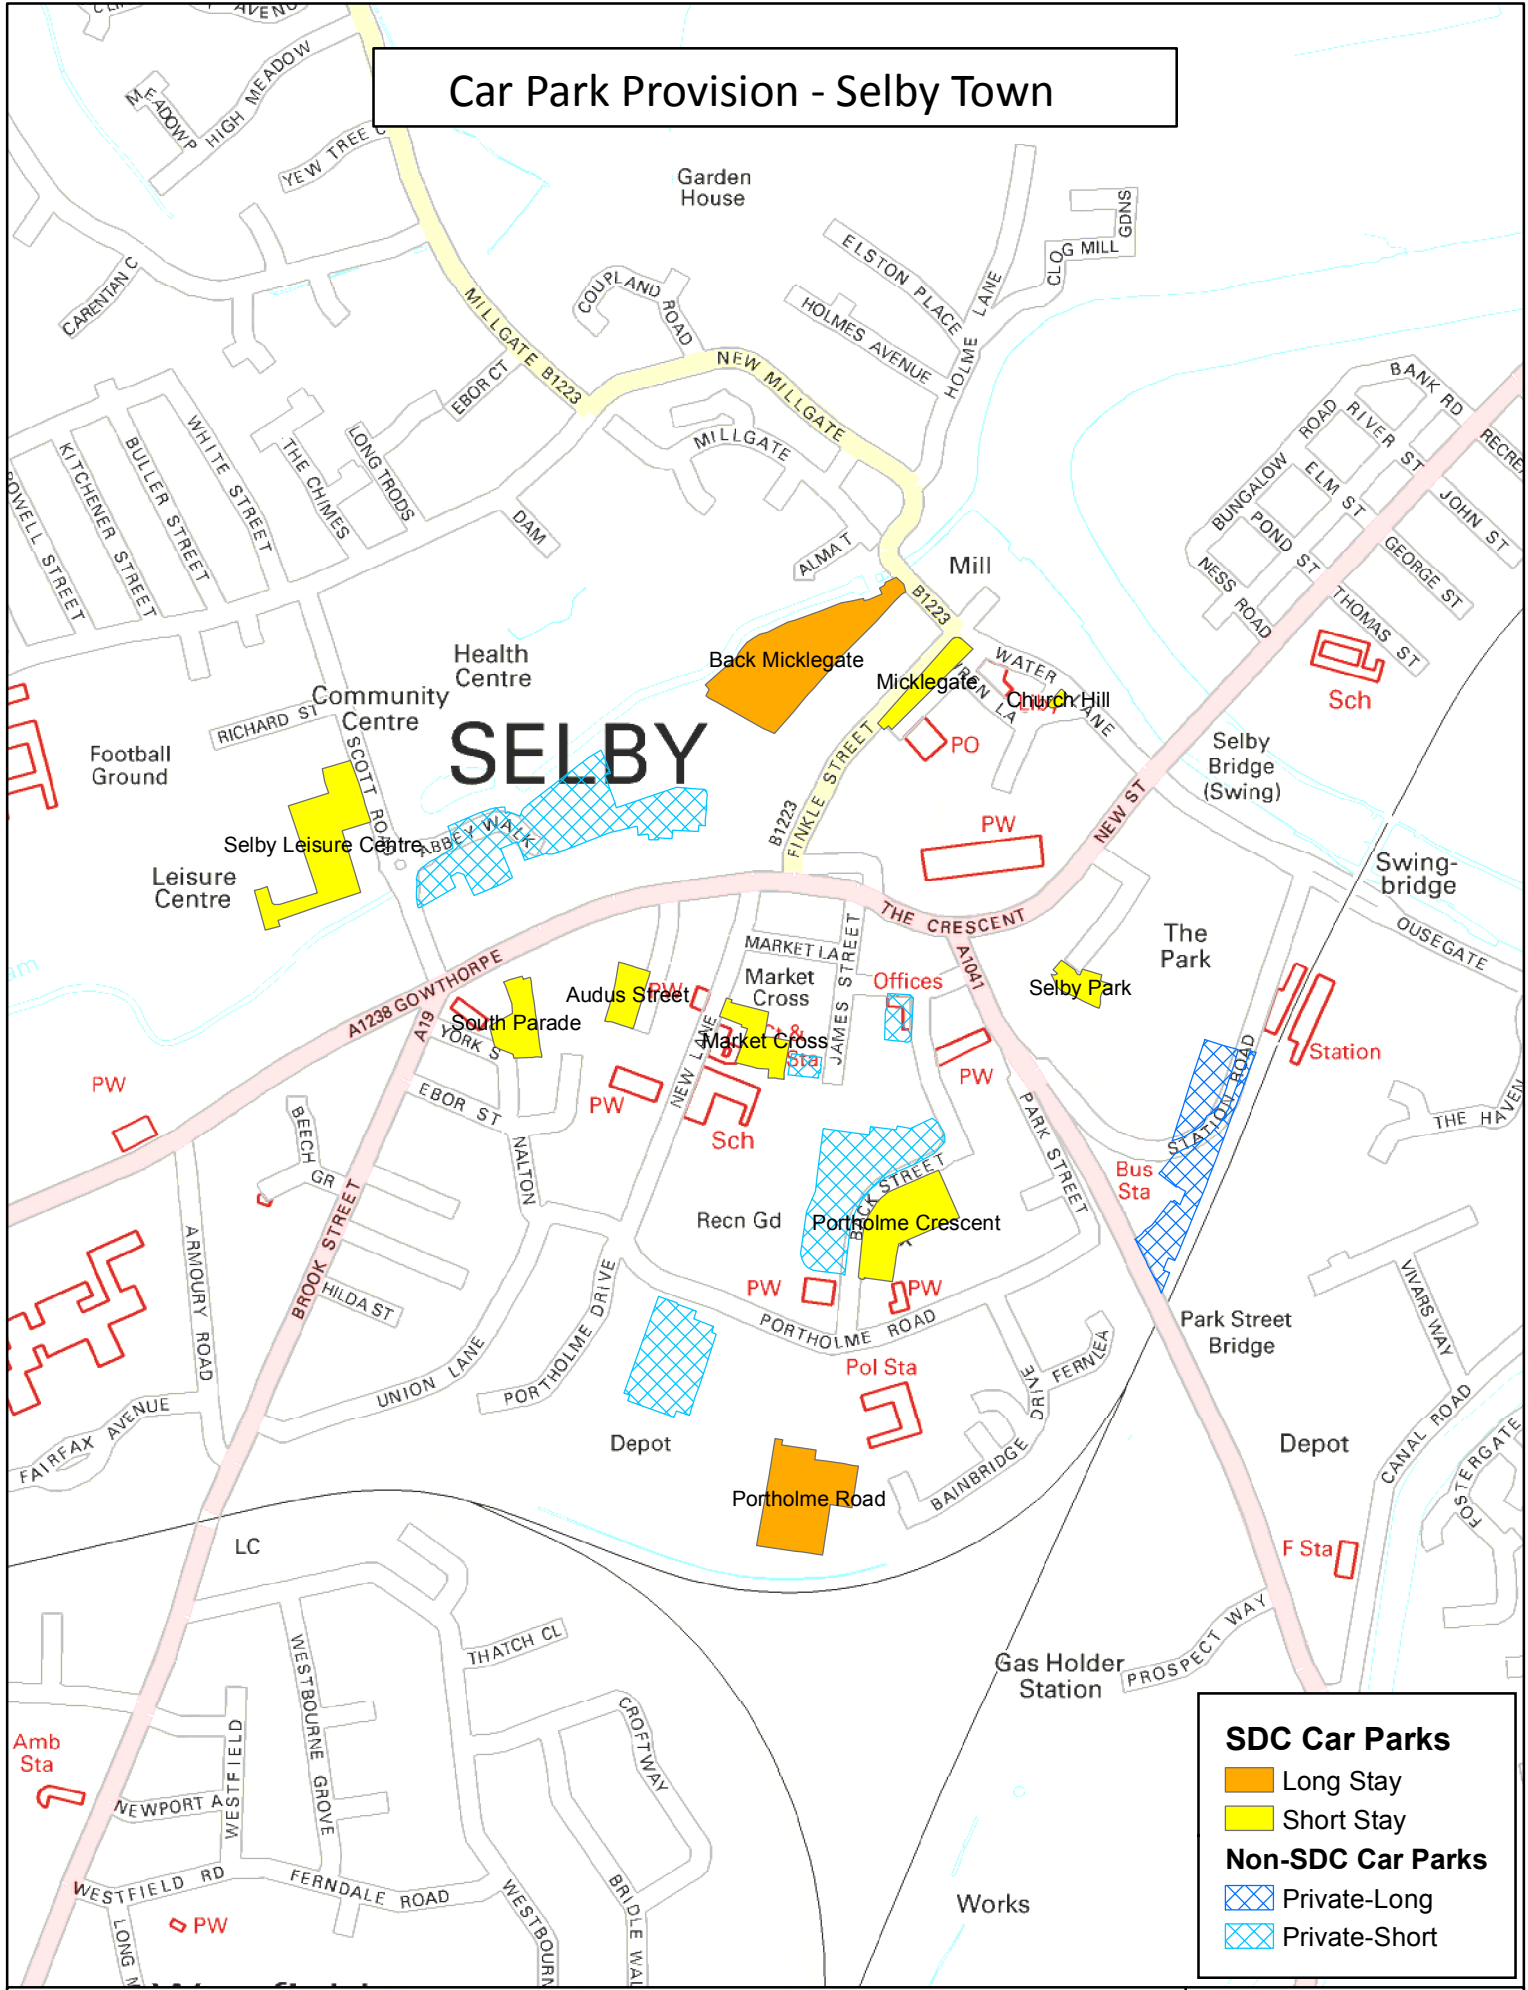 Car Park Provision - Selby Town
AVENU
MEADOW
HIGH MEADOW
YEW TREE C
Garden
House
CARENTAN C
MILLGATE B1223
COUPLAND ROAD
ELSTON PLACE
HOLMES AVENUE
HOLME LANE
CLOG MILL GDNS
EBOR CT
NEW MILLGATE
MILLGATE
BANK RD
RIVER ST
BUNGALOW ROAD
ELM ST
POND ST
NESS ROAD
THOMAS ST
GEORGE ST
JOHN ST
RECRE
OWELL STREET
KITCHENER STREET
BULLER STREET
WHITE STREET
THE CHIMES
LONG TRODS
DAM
ALMA T
Mill
B1223
WATER LANE
Sch
Health
Centre
Community
Centre
RICHARD ST
SCOTT ROAD
Football
Ground
SELBY
Back Micklegate
Micklegate
Church Hill
PO
Selby
Bridge
(Swing)
Selby Leisure Centre
Leisure
Centre
ABBEY WALK
B1223
FINKLE STREET
PW
NEW ST
Swing-
bridge
THE CRESCENT
OUSEGATE
A1238 GOWTHORPE
A19
MARKET LA
Market
Cross
JAMES STREET
Offices
A1041
The
Park
Selby Park
Audus Street
PW
South Parade
YORK S
NEW LANE
Market Cross
Sta
PW
Station
STATION ROAD
PW
EBOR ST
PW
Sch
PARK STREET
Bus
Sta
THE HAVEN
BEECH GR
NALTON
BACK STREET
Recn Gd
Portholme Crescent
ARMOURY ROAD
BROOK STREET
HILDA ST
PORTHOLME DRIVE
PW
PW
PORTHOLME ROAD
Park Street
Bridge
VIVARS WAY
UNION LANE
Pol Sta
FERNLEA
BAINBRIDGE DRIVE
FAIRFAX AVENUE
Depot
Depot
CANAL ROAD
FOSTERGATE
Portholme Road
LC
F Sta
THATCH CL
WESTBOURNE GROVE
Gas Holder
Station
PROSPECT WAY
CROFTWAY
Amb
Sta
NEWPORT A
WESTFIELD
WESTFIELD RD
FERNDALE ROAD
WESTBOURN
BRIDLE WAL
LONG M
PW
Works
SDC Car Parks
Long Stay
Short Stay
Non-SDC Car Parks
Private-Long
Private-Short